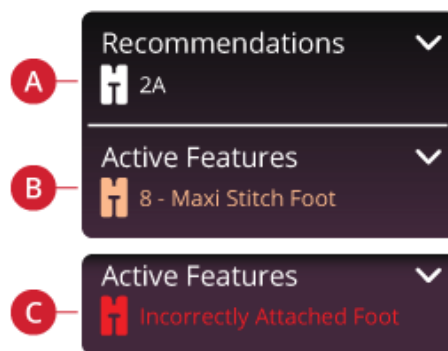 Recommendations
A
2A
Active Features
B
8 - Maxi Stitch Foot
Active Features
C
Incorrectly Attached Foot